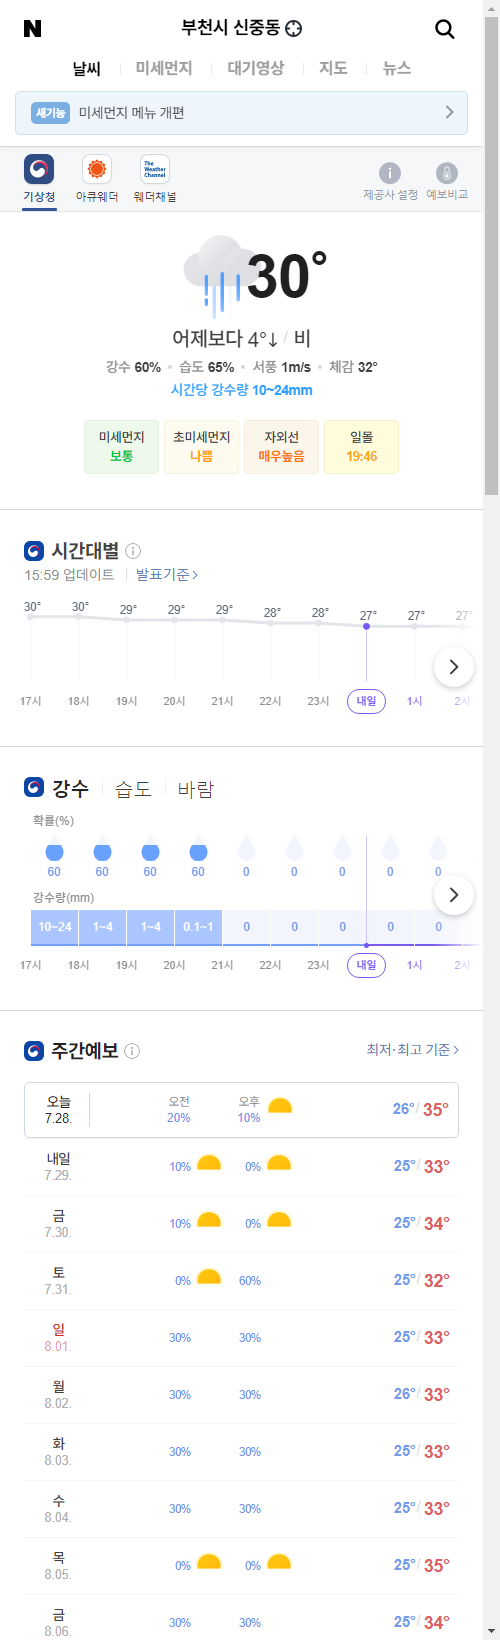 N
부천시 신중동
날씨 미세먼지 대기영상 지도 뉴스
새기능 미세먼지 메뉴 개편
The Weather Channel
기상청 아큐웨더 웨더채널 제공사 설정 예보비교
30°
어제보다 4°↓ / 비
강수 60% 습도 65% 서풍 1m/s 체감 32°
시간당 강수량 10~24mm
미세먼지 초미세먼지 자외선 일몰
보통 나쁨 매우높음 19:46
시간대별
15:59 업데이트 발표기준
30° 30° 29° 29° 29° 28° 28° 27° 27° 27°
17시 18시 19시 20시 21시 22시 23시 내일 1시 2시
강수 습도 바람
확률(%)
60 60 60 60 0 0 0 0 0
강수량(mm)
10~24 1~4 1~4 0.1~1 0 0 0 0 0
17시 18시 19시 20시 21시 22시 23시 내일 1시 2시
주간예보 최저·최고 기준
오늘 오전 오후
7.28. 20% 10% 26°/ 35°
내일
7.29. 10% 0% 25°/ 33°
금
7.30. 10% 0% 25°/ 34°
토
7.31. 0% 60% 25°/ 32°
일
8.01. 30% 30% 25°/ 33°
월
8.02. 30% 30% 26°/ 33°
화
8.03. 30% 30% 25°/ 33°
수
8.04. 30% 30% 25°/ 33°
목
8.05. 0% 0% 25°/ 35°
금
8.06. 30% 30% 25°/ 34°